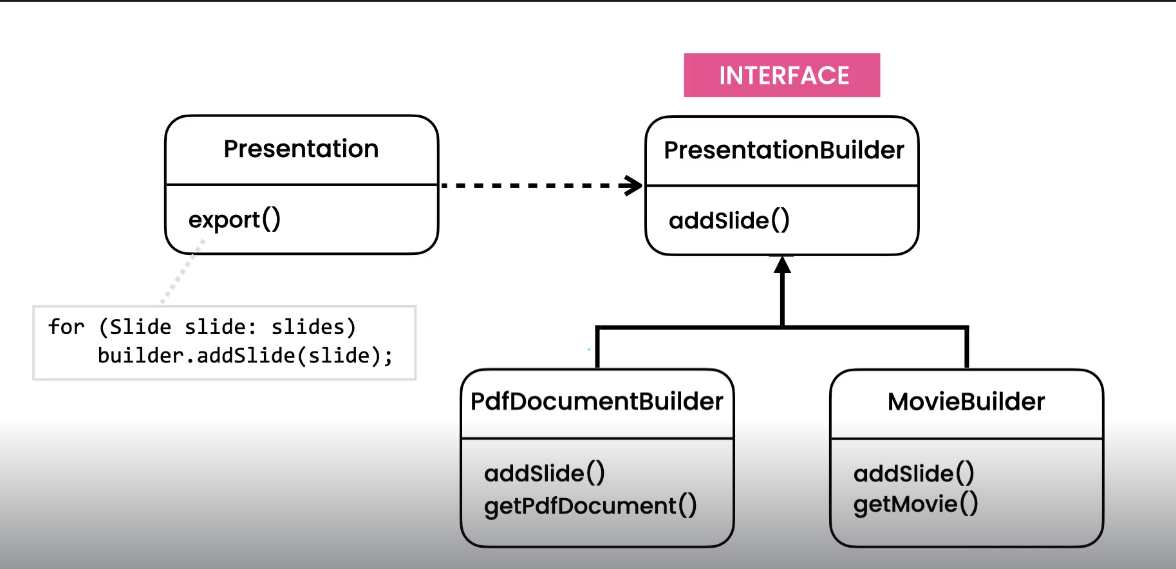 INTERFACE
Presentation
export()
PresentationBuilder
addSlide()
for (Slide slide: slides)
    builder.addSlide(slide);
PdfDocumentBuilder
addSlide()
getPdfDocument()
MovieBuilder
addSlide()
getMovie()